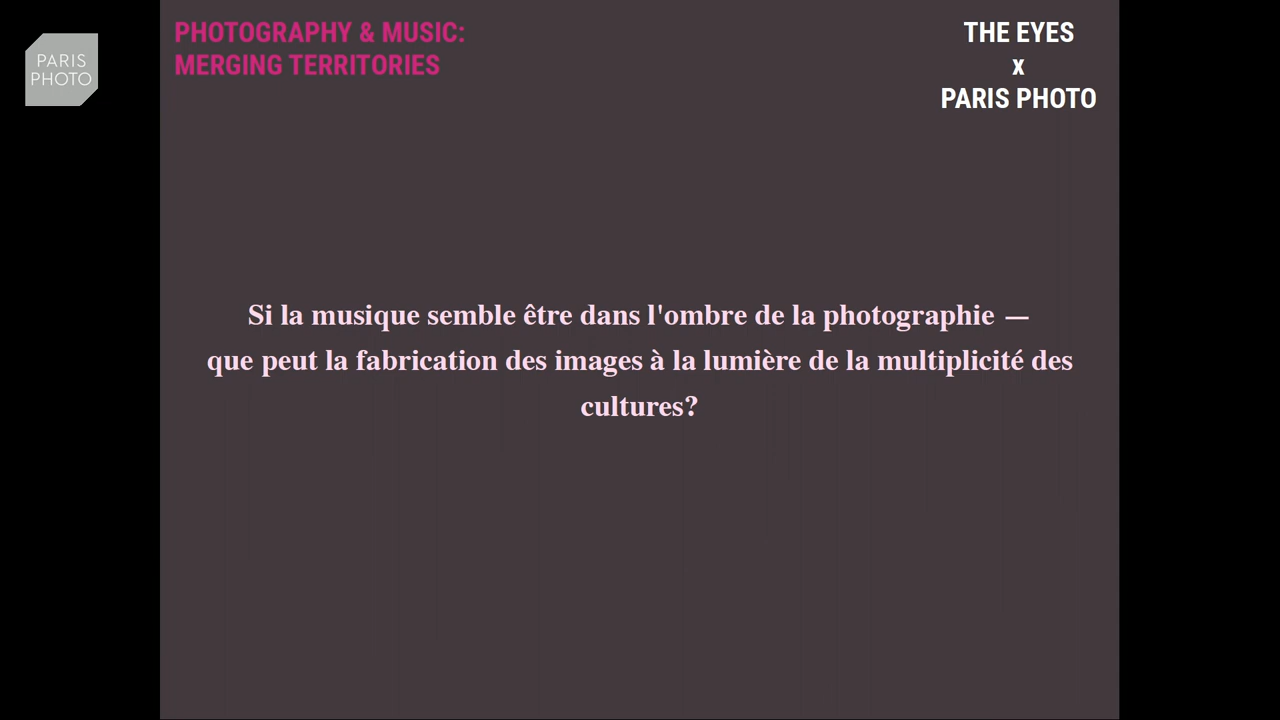 PARIS
PHOTO
PHOTOGRAPHY & MUSIC:
MERGING TERRITORIES
THE EYES
x
PARIS PHOTO
Si la musique semble être dans l'ombre de la photographie —
que peut la fabrication des images à la lumière de la multiplicité des
cultures?